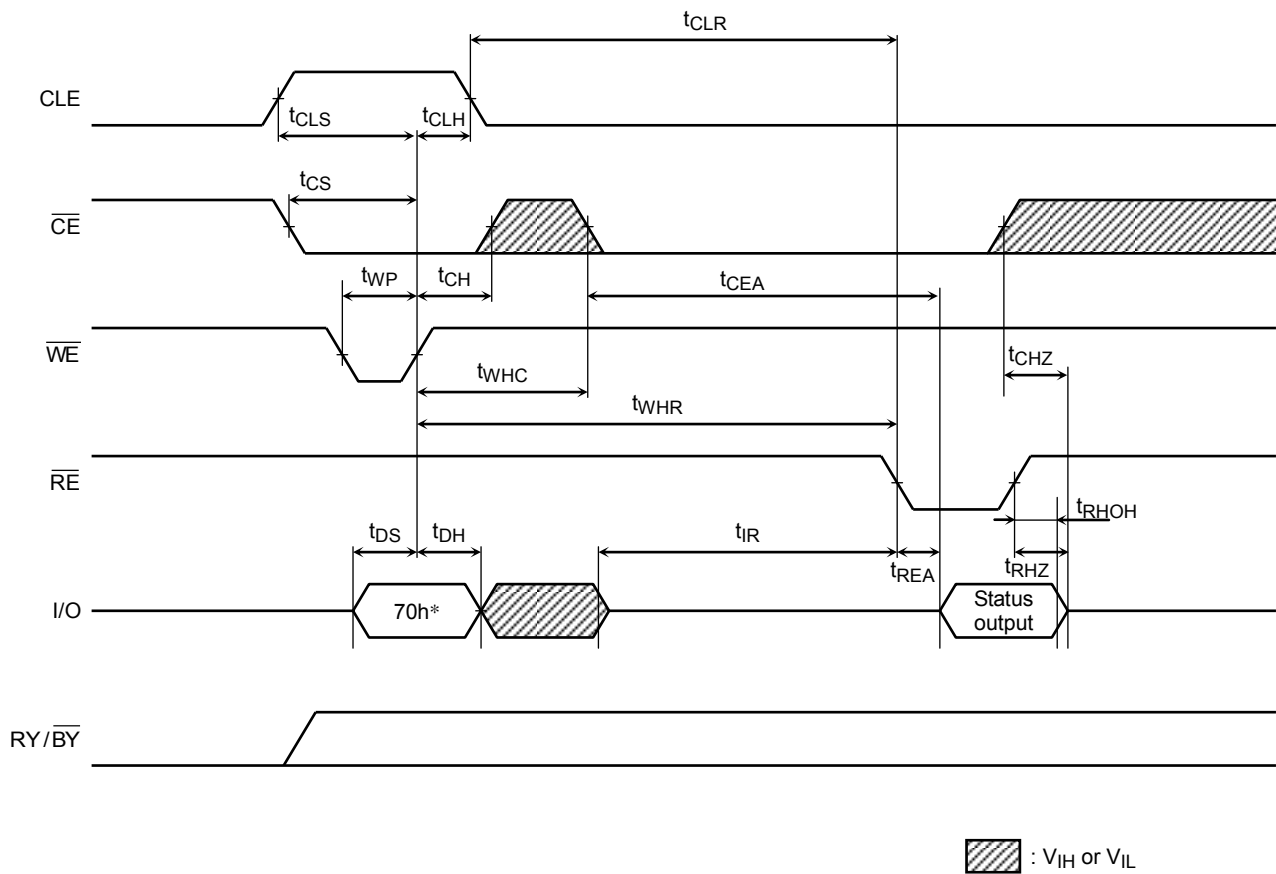 tCLR
CLE
tCLS
tCLH
tCS
CE
tWP
tCH
tCEA
WE
tCHZ
tWHC
tWHR
RE
tRHOH
tDS
tDH
tIR
tREA
tRHZ
I/O
70h*
Status
output
RY/BY
: VIH or VIL